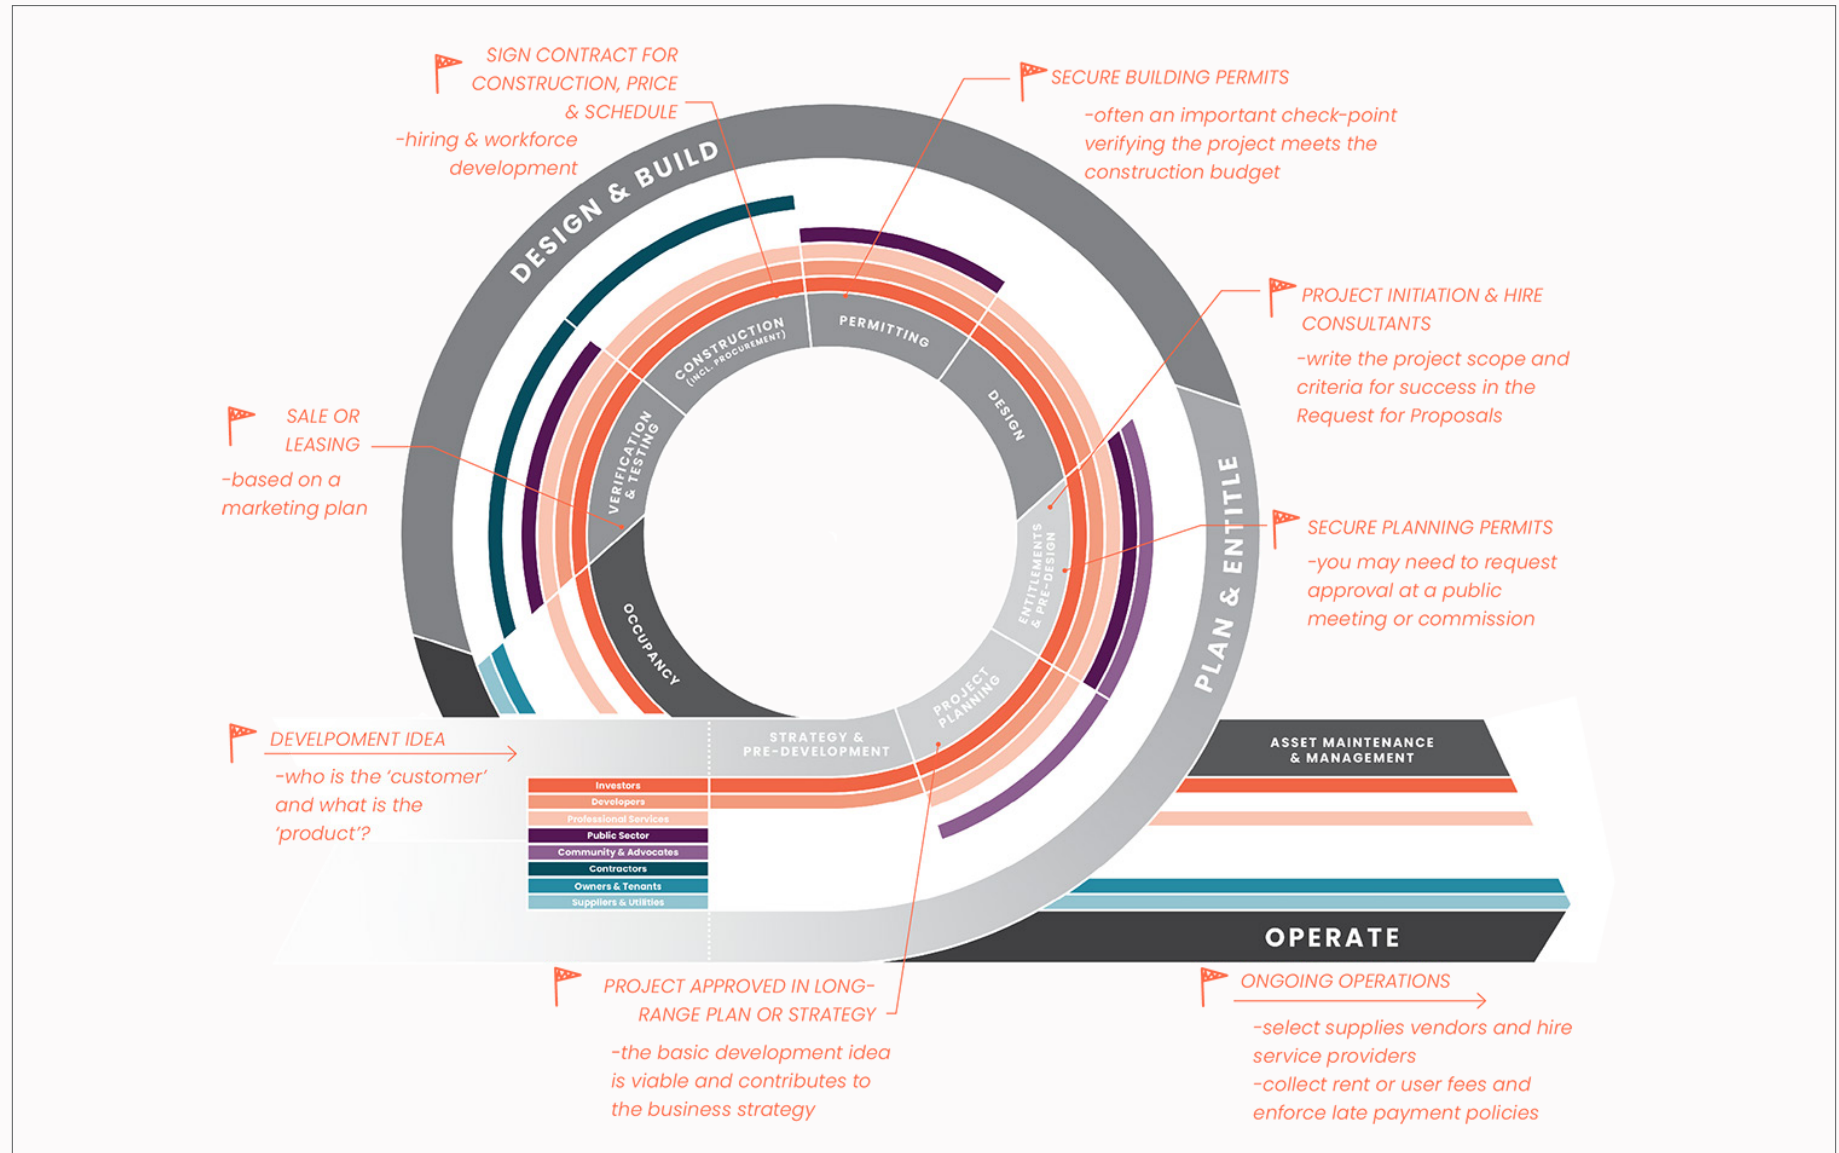 SIGN CONTRACT FOR
CONSTRUCTION, PRICE
& SCHEDULE
-hiring & workforce
development
SECURE BUILDING PERMITS
-often an important check-point
verifying the project meets the
construction budget
DESIGN & BUILD
PROJECT INITIATION & HIRE
CONSULTANTS
-write the project scope and
criteria for success in the
Request for Proposals
CONSTRUCTION
(INCL. PROCUREMENT)
PERMITTING
DESIGN
SALE OR
LEASING
-based on a
marketing plan
VERIFICATION
& TESTING
PLAN & ENTITLE
ENTITLEMENTS
& PRE-DESIGN
SECURE PLANNING PERMITS
-you may need to request
approval at a public
meeting or commission
OCCUPANCY
PROJECT
PLANNING
STRATEGY &
PRE-DEVELOPMENT
DEVELPOMENT IDEA
-who is the ‘customer’
and what is the
‘product’?
Investors
Developers
Professional Services
Public Sector
Community & Advocates
Contractors
Owners & Tenants
Suppliers & Utilities
ASSET MAINTENANCE
& MANAGEMENT
OPERATE
PROJECT APPROVED IN LONG-
RANGE PLAN OR STRATEGY
-the basic development idea
is viable and contributes to
the business strategy
ONGOING OPERATIONS
-select supplies vendors and hire
service providers
-collect rent or user fees and
enforce late payment policies